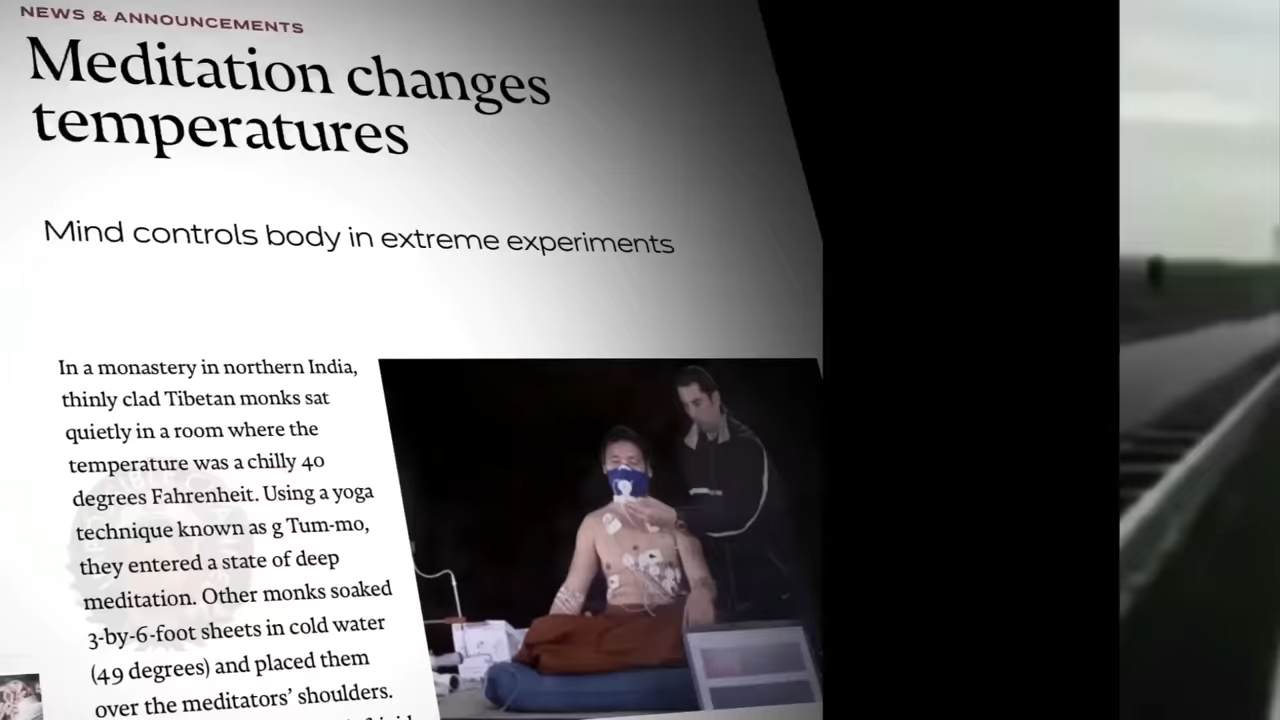 NEWS & ANNOUNCEMENTS
Meditation changes
temperatures
Mind controls body in extreme experiments
In a monastery in northern India,
thinly clad Tibetan monks sat
quietly in a room where the
temperature was a chilly 40
degrees Fahrenheit. Using a yoga
technique known as g Tum-mo,
they entered a state of deep
meditation. Other monks soaked
3-by-6-foot sheets in cold water
(49 degrees) and placed them
over the meditators' shoulders.